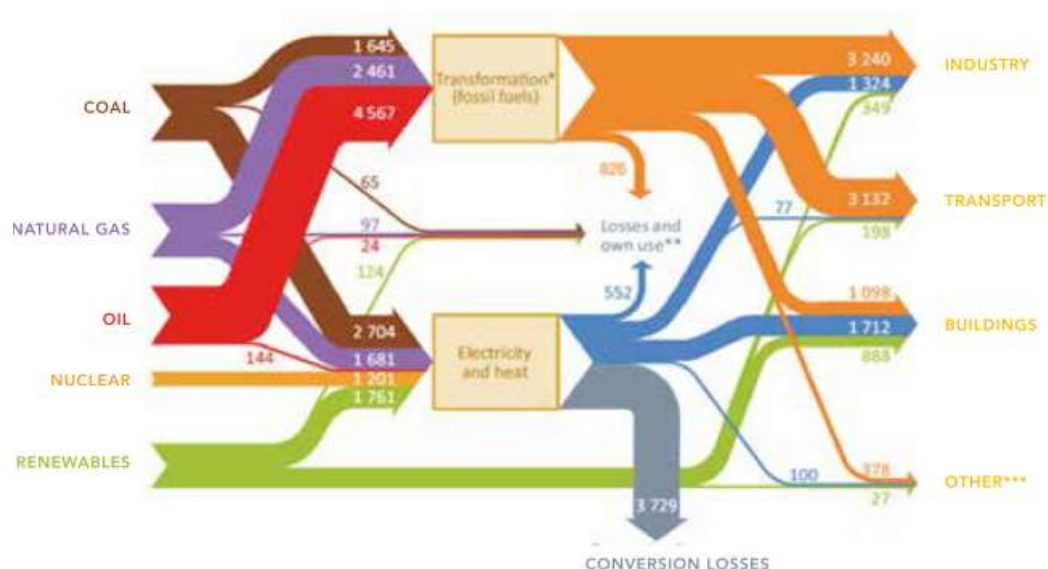 COAL
NATURAL GAS
OIL
NUCLEAR
RENEWABLES
1 645
2 461
4 567
65
97
24
124
144
2 704
1 681
1 201
1 761
Transformation*
(fossil fuels)
Electricity
and heat
826
Losses and
own use**
552
3 729
CONVERSION LOSSES
3 240
1 324
349
INDUSTRY
77
3 132
198
TRANSPORT
1 098
1 712
888
BUILDINGS
100
378
27
OTHER***